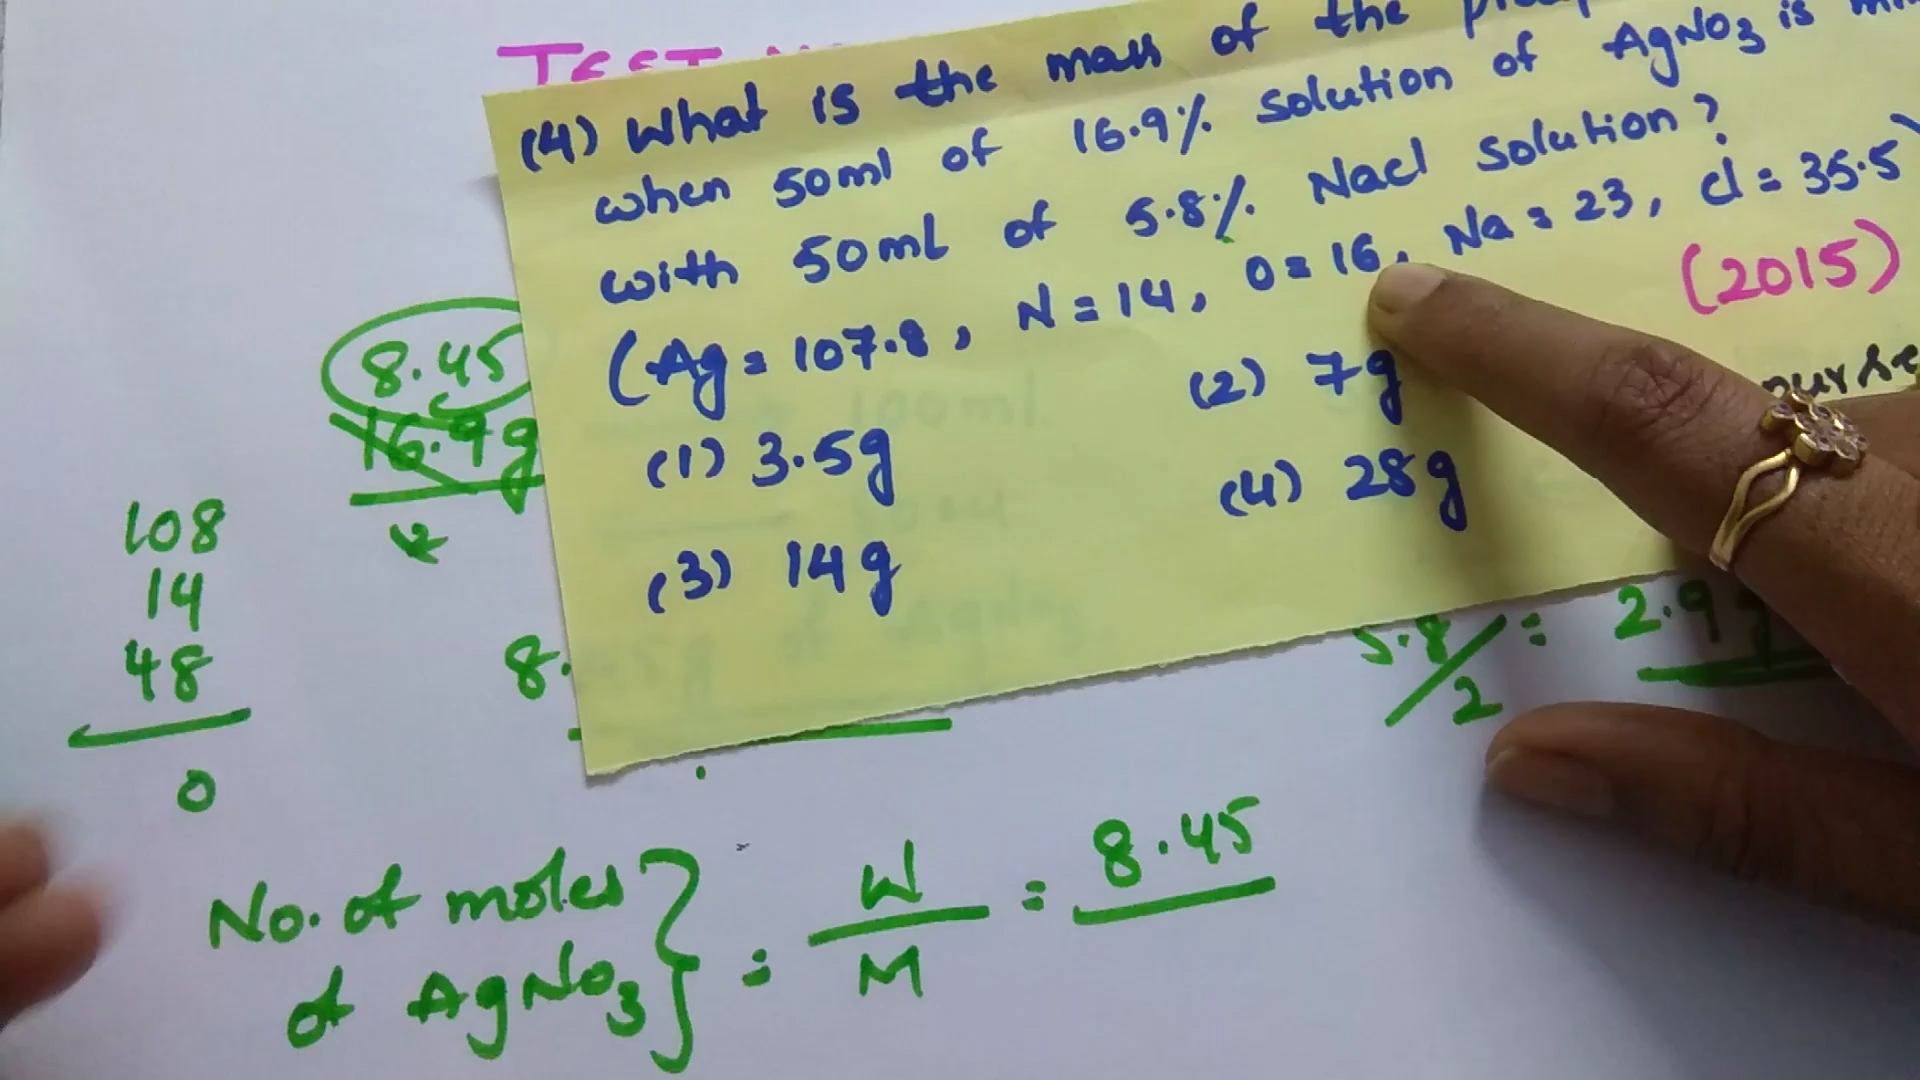 (4) What is the mass of the
when 50ml of 16.9% solution of AgNO3 is
with 50mL of 5.8% Nacl solution?
(Ag = 107.8, N = 14, O = 16, Na = 23, cl = 35.5)
(2015)
(1) 3.5g
(2) 7g
(3) 14g
(4) 28g
8.45
16.9g
108
14
48
0
8.
5.8/2 = 2.9g
No. of moles of AgNO3 } = W/M = 8.45